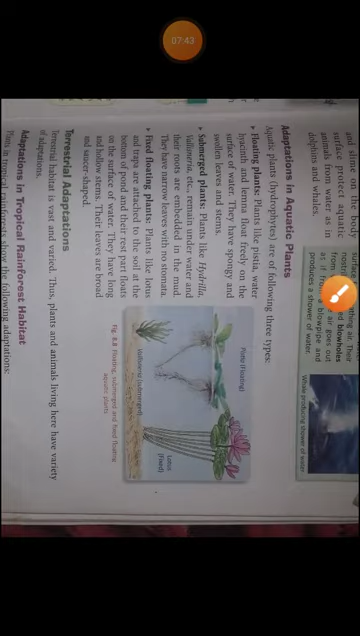 07:43
and slime on the body
surface protect aquatic
animals from water as in
dolphins and whales.
air. Their
blowholes
from air goes out
as if a blowpipe and
produces a shower of water.
Whale producing shower of water
Adaptations in Aquatic Plants
Aquatic plants (hydrophytes) are of following three types:
Floating plants: Plants like pistia, water
hyacinth and lemna float freely on the
surface of water. They have spongy and
swollen leaves and stems.
Submerged plants: Plants like Hydrilla,
Vallisneria, etc., remain under water and
their roots are embedded in the mud.
They have narrow leaves with no stomata.
Fixed floating plants: Plants like lotus
and trapa are attached to the soil at the
bottom of pond and their rest part floats
on the surface of water. They have long
and hollow stems. Their leaves are broad
and saucer shaped.
Pistia (Floating)
Vallisneria (Submerged)
Lotus
(Fixed)
Fig. Floating, submerged and fixed floating
aquatic plants
Terrestrial Adaptations
Terrestrial habitat is vast and varied. Thus, plants and animals living here have variety
of adaptations.
Adaptations in Tropical Rainforest Habitat
Plants in tropical rainforests show the following adaptations: